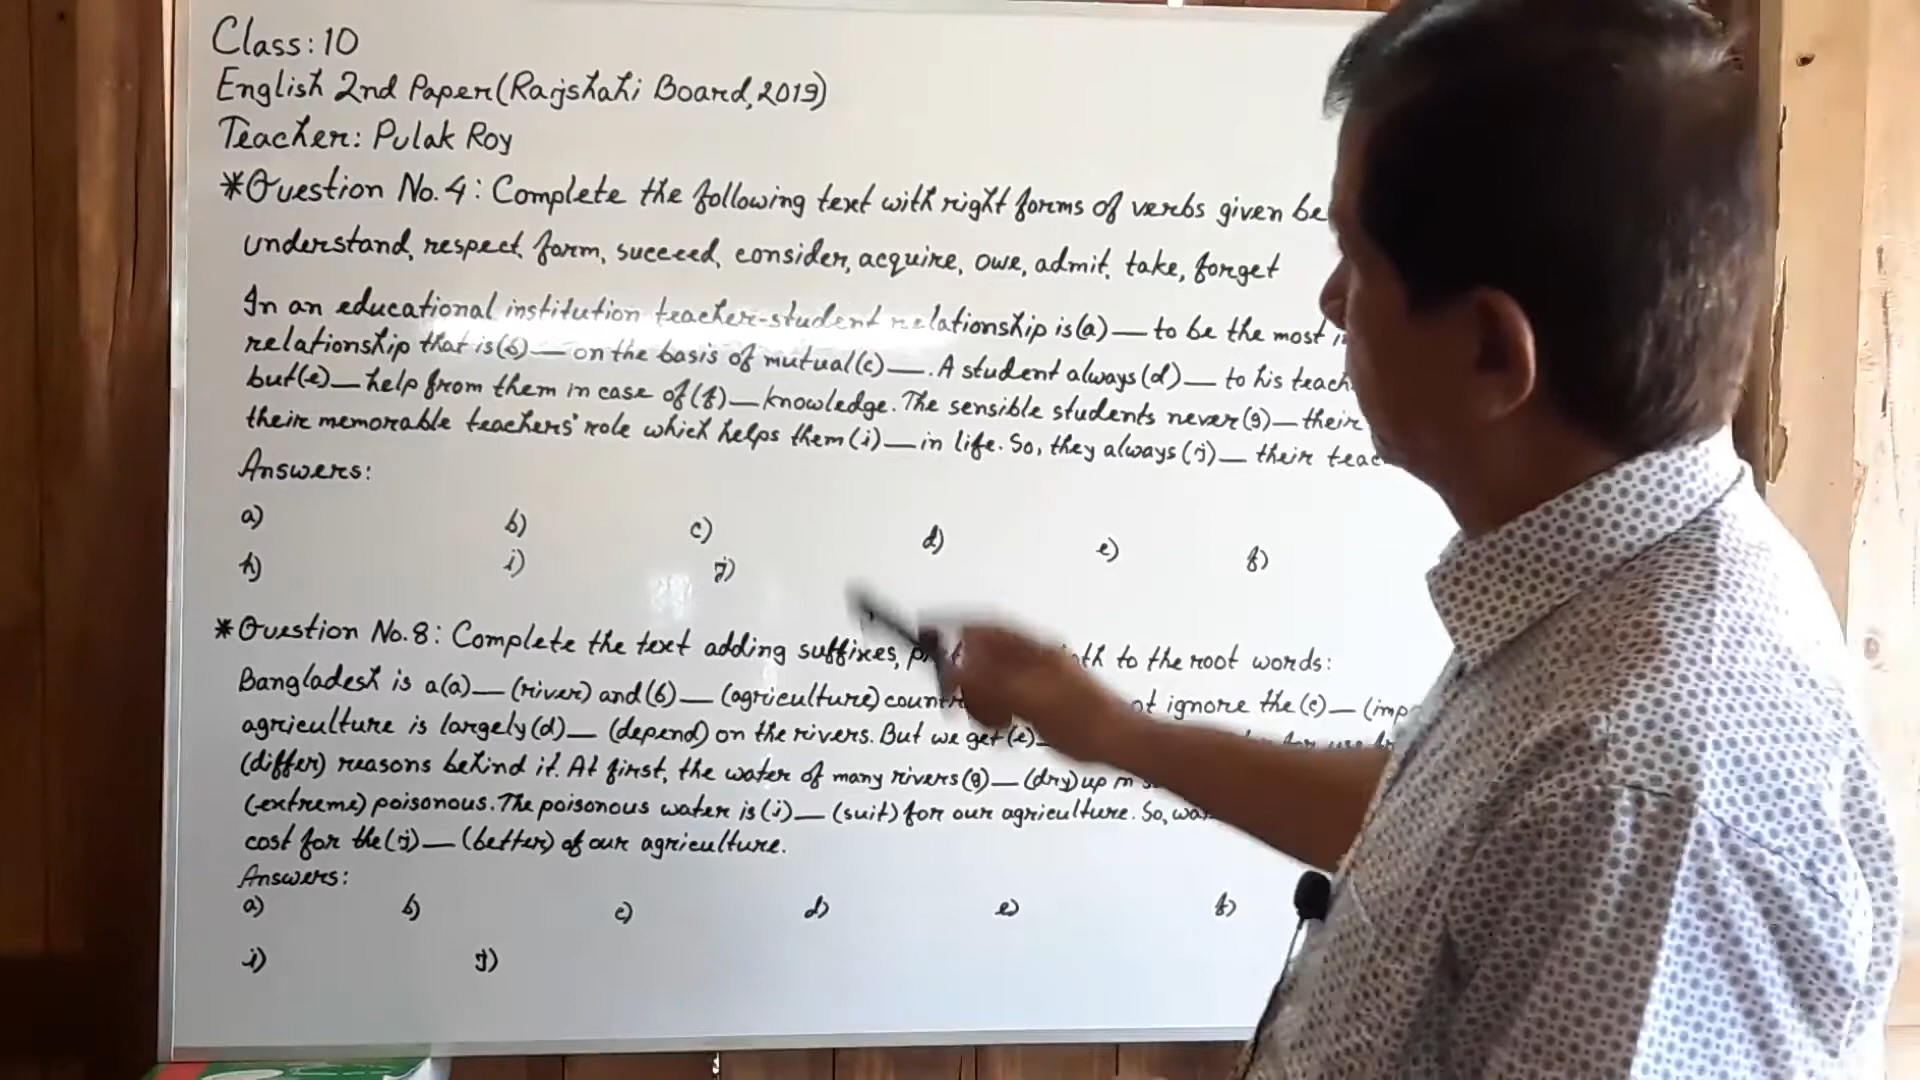 Class: 10
English 2nd Paper (Rajshahi Board, 2019)
Teacher: Pulak Roy
*Question No. 4: Complete the following text with right forms of verbs given
understand, respect, form, succeed, consider, acquire, owe, admit, take, forget
In an educational institution teacher-student relationship is (a)— to be the most
relationship that is (b)— on the basis of mutual (c)—. A student always (d)— to his
but (e)— help from them in case of (f)— knowledge. The sensible students never (g)— their
their memorable teachers' role which helps them (i)— in life. So, they always (j)— their
Answers:
a) b) c) d) e) f)
h) i) j)
*Question No. 8: Complete the text adding suffixes, to the root words:
Bangladesh is a (a)— (river) and (b)— (agriculture) ignore the (c)—
agriculture is largely (d)— (depend) on the rivers. But we get (e)— for use
(differ) reasons behind it. At first, the water of many rivers (g)— (dry) up
(extreme) poisonous. The poisonous water is (i)— (suit) for our agriculture. So,
cost for the (j)— (better) of our agriculture.
Answers:
a) b) c) d) e) f)
i) j)